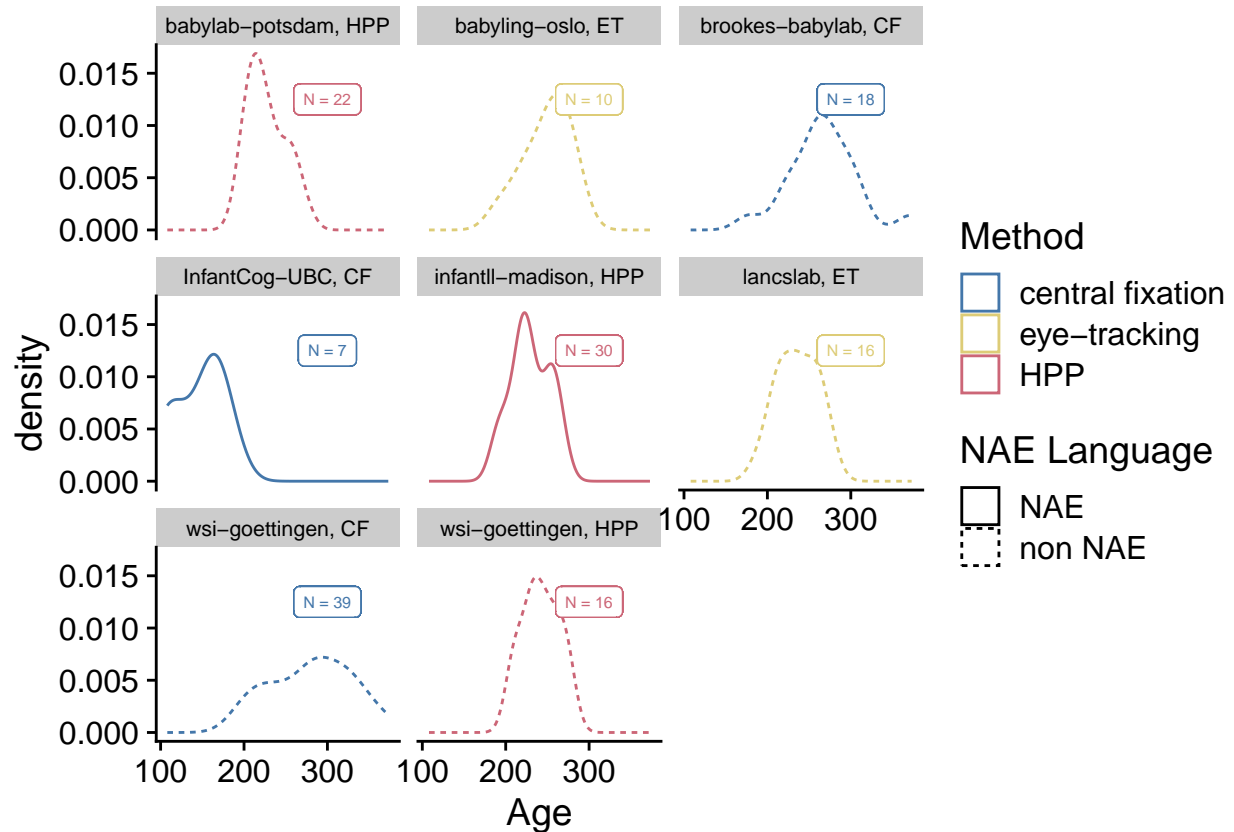 babylab−potsdam, HPP
babyling−oslo, ET
brookes−babylab, CF
0.015
0.010
0.005
0.000
N = 22
N = 10
N = 18
InfantCog−UBC, CF
infantll−madison, HPP
lancslab, ET
0.015
0.010
0.005
0.000
N = 7
N = 30
N = 16
100
200
300
wsi−goettingen, CF
wsi−goettingen, HPP
0.015
0.010
0.005
0.000
N = 39
N = 16
100
200
300
100
200
300
density
Age
Method
central fixation
eye−tracking
HPP
NAE Language
NAE
non NAE